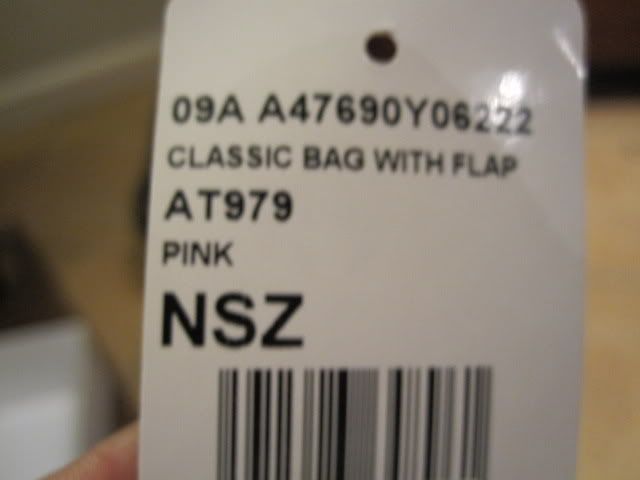 09A A47690Y06222
CLASSIC BAG WITH FLAP
AT979
PINK
NSZ